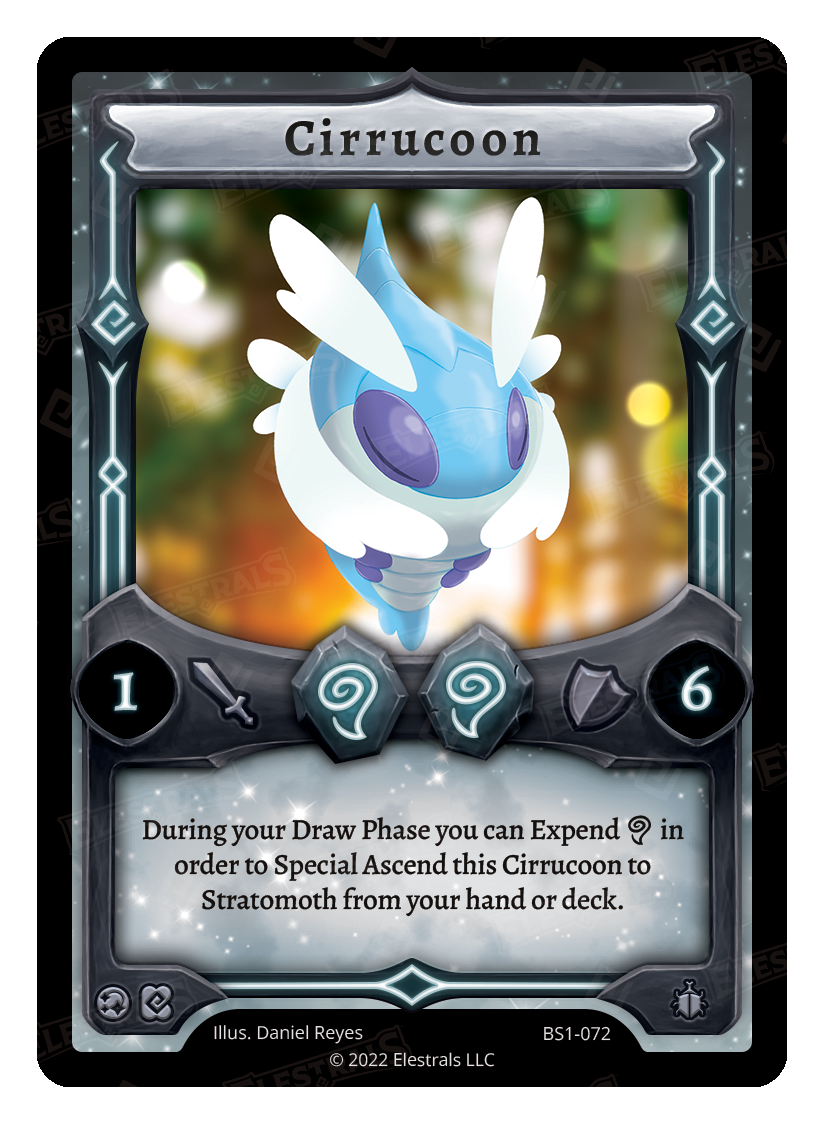 Cirrucoon
1
6
During your Draw Phase you can Expend in
order to Special Ascend this Cirrucoon to
Stratomoth from your hand or deck.
Illus. Daniel Reyes
BS1-072
© 2022 Elestrals LLC
ELESTRALS